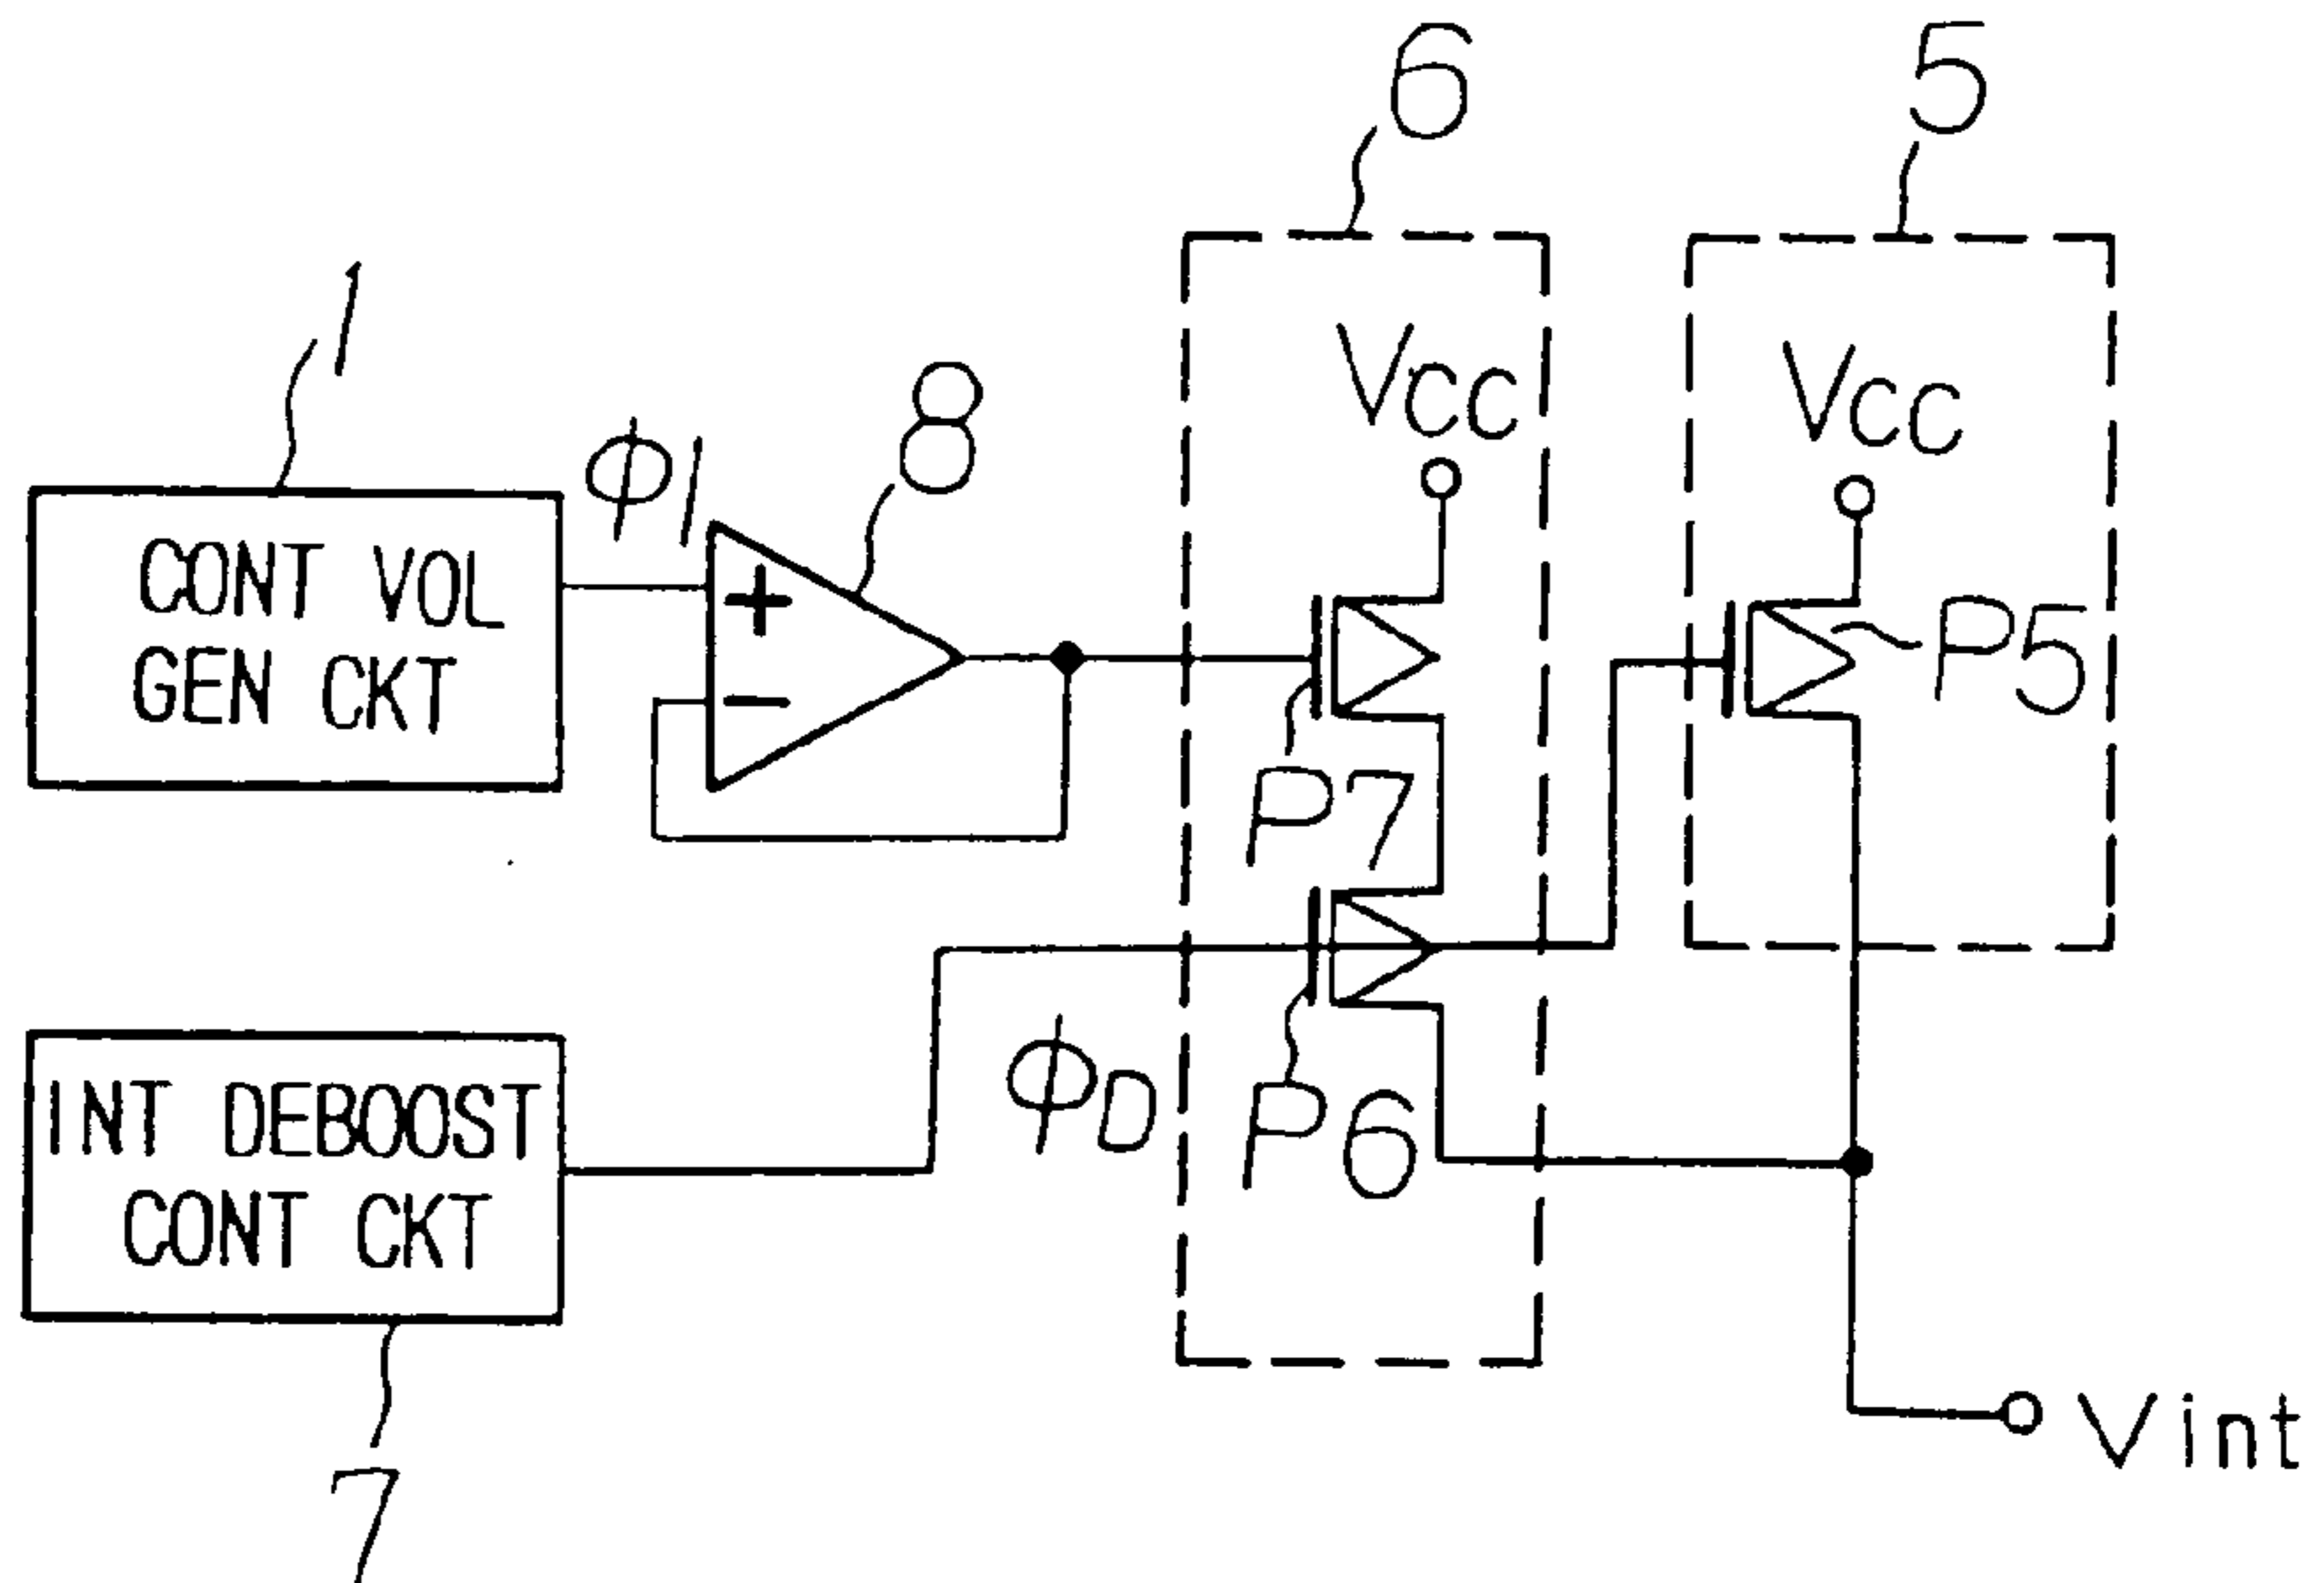 6
5
1
8
ϕ1
VCC
VCC
CONT VOL
GEN CKT
+
−
P5
P7
INT DEBOOST
CONT CKT
ϕD
P6
Vint
7